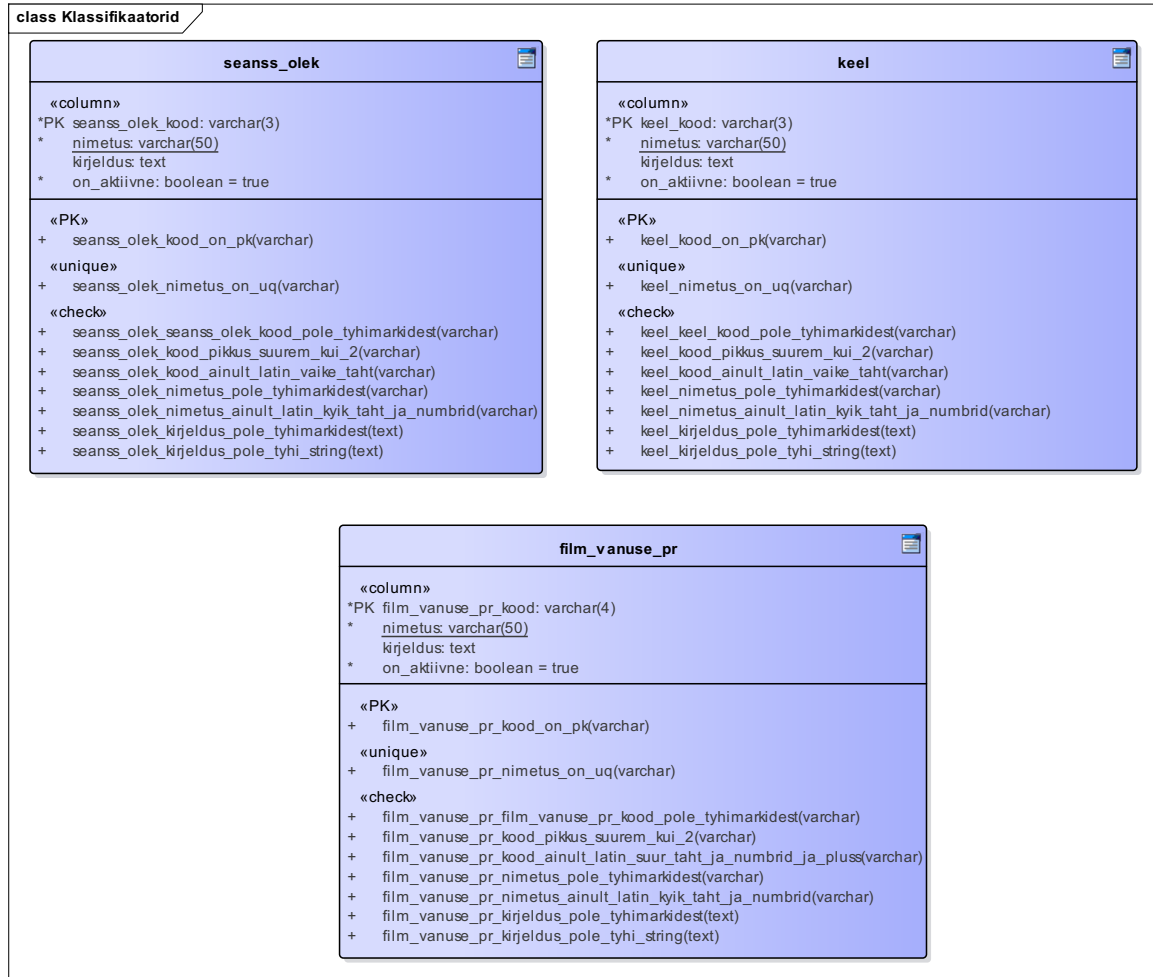 class Klassifikaatorid
seanss_olek
«column»
*PK seanss_olek_kood: varchar(3)
* nimetus: varchar(50)
kirjeldus: text
* on_aktiivne: boolean = true
«PK»
+ seanss_olek_kood_on_pk(varchar)
«unique»
+ seanss_olek_nimetus_on_uq(varchar)
«check»
+ seanss_olek_seanss_olek_kood_pole_tyhimarkidest(varchar)
+ seanss_olek_kood_pikkus_suurem_kui_2(varchar)
+ seanss_olek_kood_ainult_latin_vaike_taht(varchar)
+ seanss_olek_nimetus_pole_tyhimarkidest(varchar)
+ seanss_olek_nimetus_ainult_latin_kyik_taht_ja_numbrid(varchar)
+ seanss_olek_kirjeldus_pole_tyhimarkidest(text)
+ seanss_olek_kirjeldus_pole_tyhi_string(text)
keel
«column»
*PK keel_kood: varchar(3)
* nimetus: varchar(50)
kirjeldus: text
* on_aktiivne: boolean = true
«PK»
+ keel_kood_on_pk(varchar)
«unique»
+ keel_nimetus_on_uq(varchar)
«check»
+ keel_keel_kood_pole_tyhimarkidest(varchar)
+ keel_kood_pikkus_suurem_kui_2(varchar)
+ keel_kood_ainult_latin_vaike_taht(varchar)
+ keel_nimetus_pole_tyhimarkidest(varchar)
+ keel_nimetus_ainult_latin_kyik_taht_ja_numbrid(varchar)
+ keel_kirjeldus_pole_tyhimarkidest(text)
+ keel_kirjeldus_pole_tyhi_string(text)
film_vanuse_pr
«column»
*PK film_vanuse_pr_kood: varchar(4)
* nimetus: varchar(50)
kirjeldus: text
* on_aktiivne: boolean = true
«PK»
+ film_vanuse_pr_kood_on_pk(varchar)
«unique»
+ film_vanuse_pr_nimetus_on_uq(varchar)
«check»
+ film_vanuse_pr_film_vanuse_pr_kood_pole_tyhimarkidest(varchar)
+ film_vanuse_pr_kood_pikkus_suurem_kui_2(varchar)
+ film_vanuse_pr_kood_ainult_latin_suur_taht_ja_numbrid_ja_pluss(varchar)
+ film_vanuse_pr_nimetus_pole_tyhimarkidest(varchar)
+ film_vanuse_pr_nimetus_ainult_latin_kyik_taht_ja_numbrid(varchar)
+ film_vanuse_pr_kirjeldus_pole_tyhimarkidest(text)
+ film_vanuse_pr_kirjeldus_pole_tyhi_string(text)